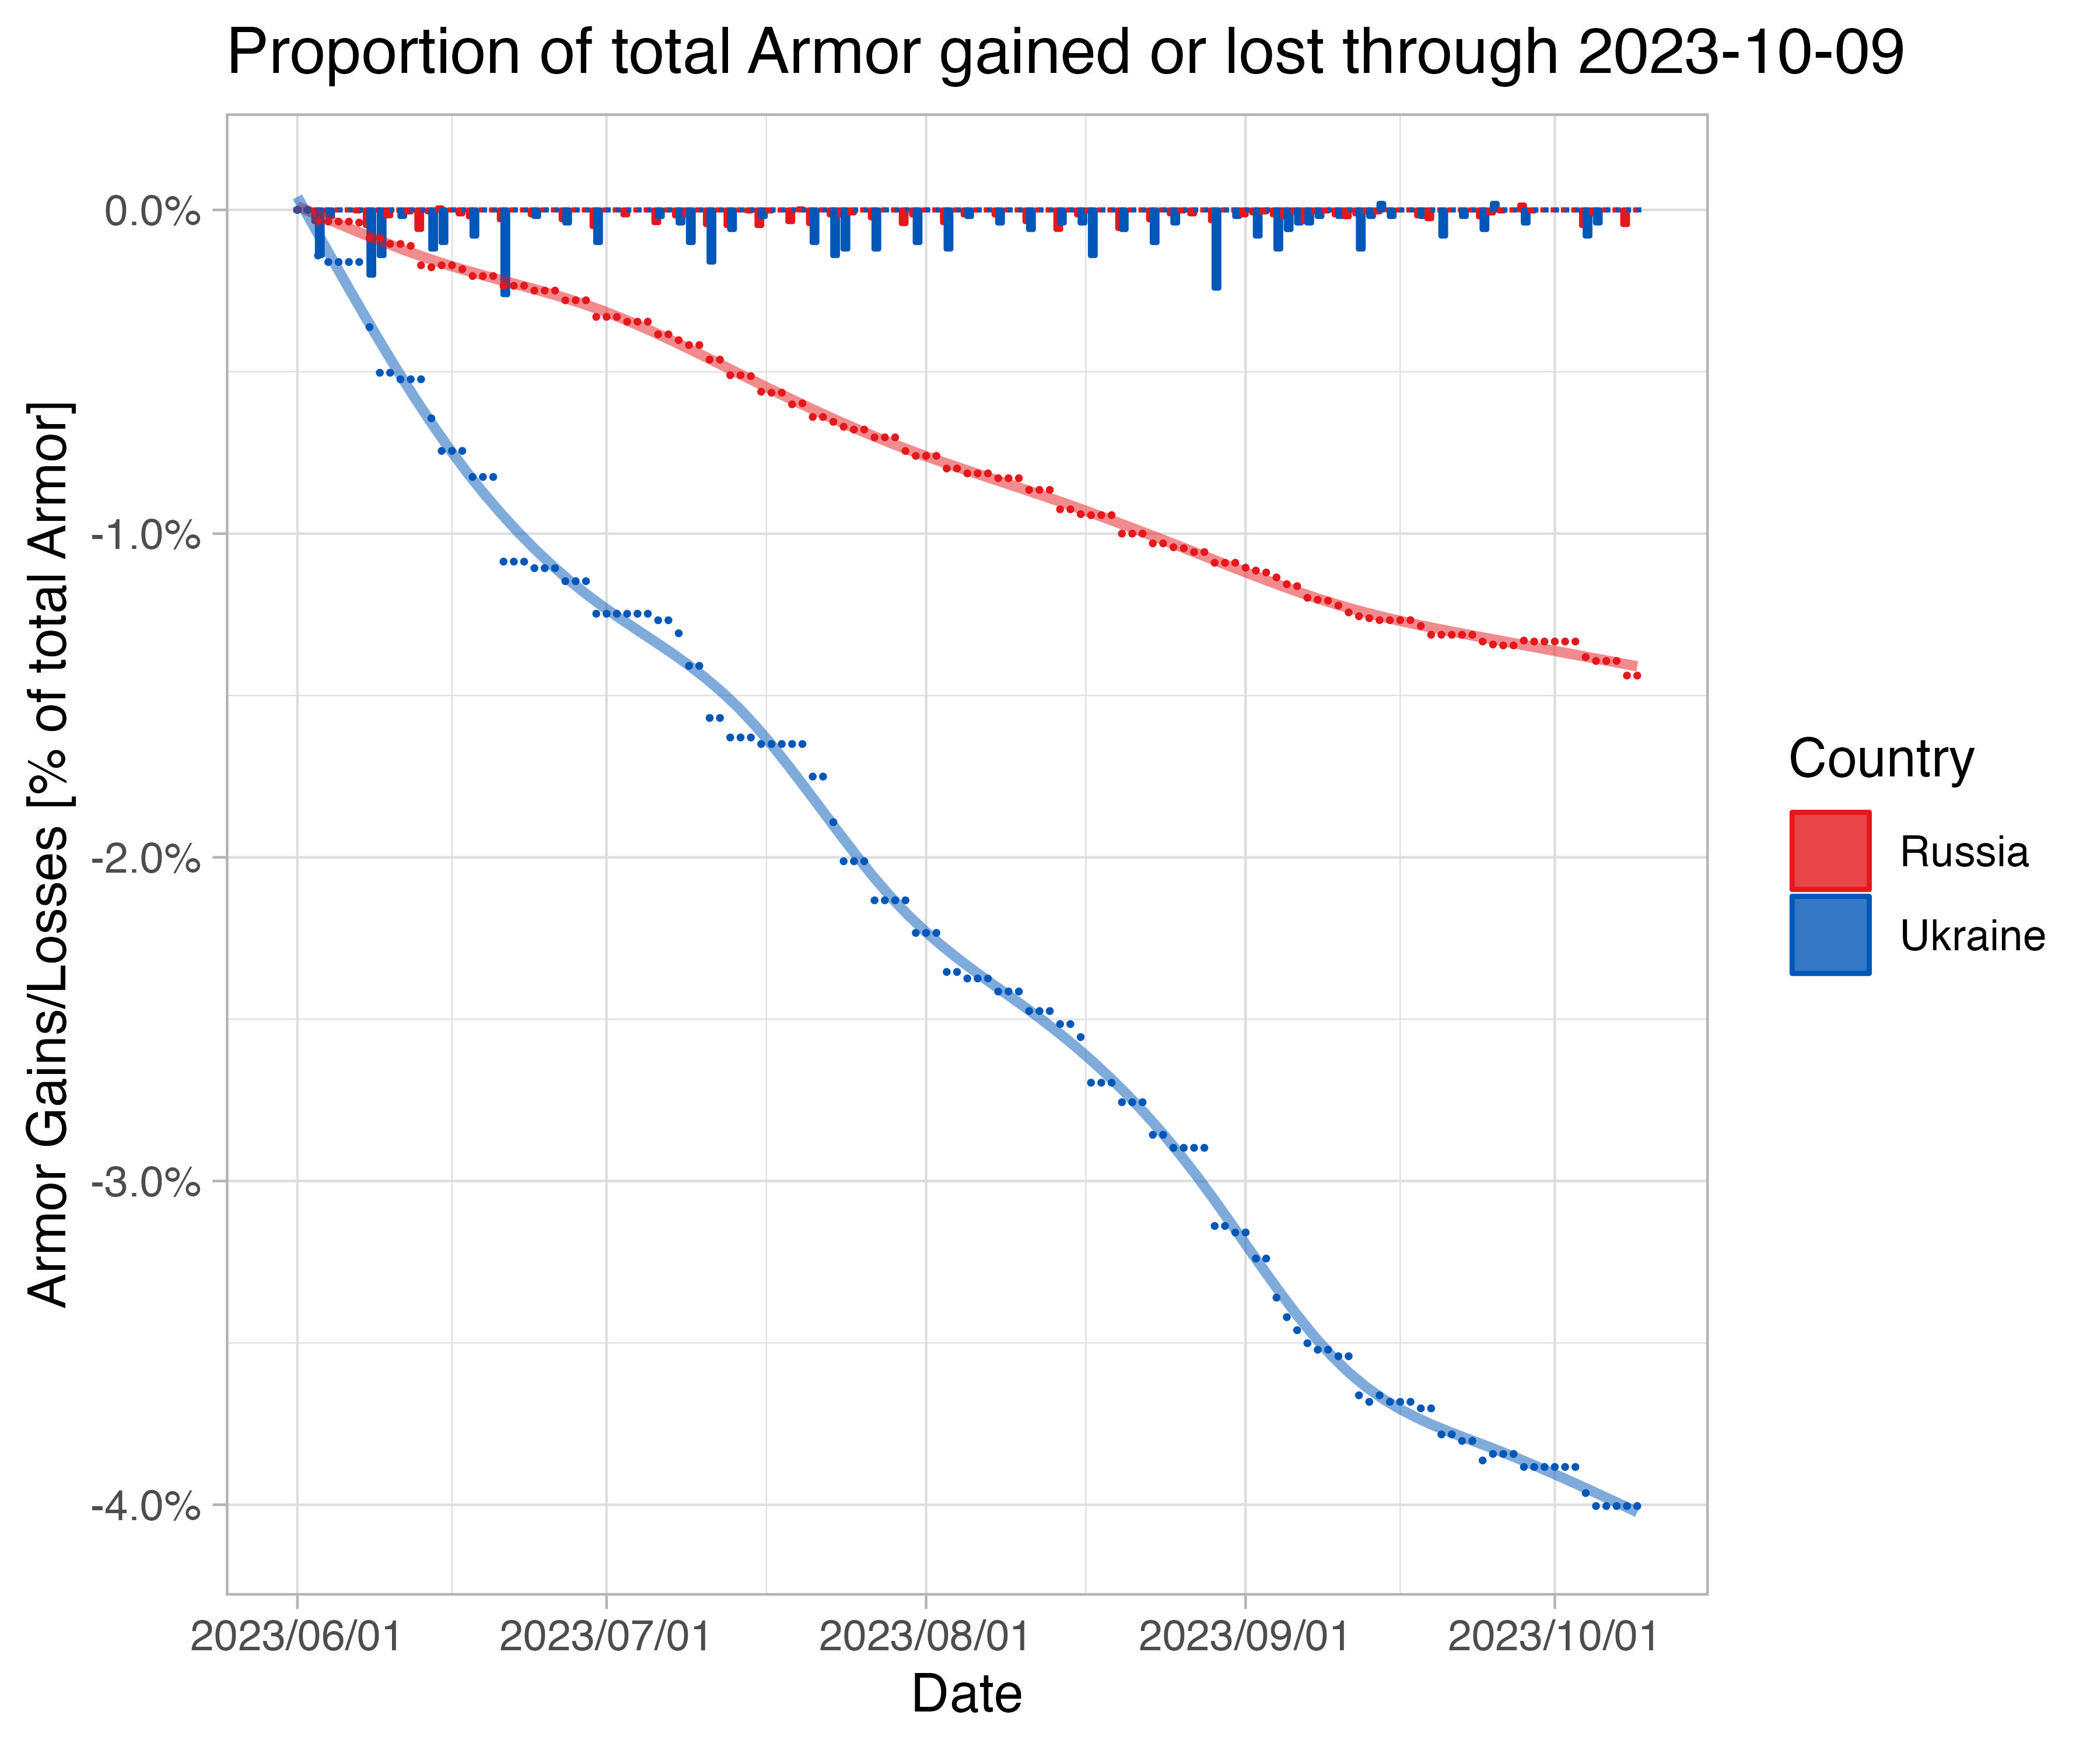 Proportion of total Armor gained or lost through 2023-10-09
Armor Gains/Losses [% of total Armor]
0.0%
-1.0%
-2.0%
-3.0%
-4.0%
2023/06/01
2023/07/01
2023/08/01
2023/09/01
2023/10/01
Date
Country
Russia
Ukraine